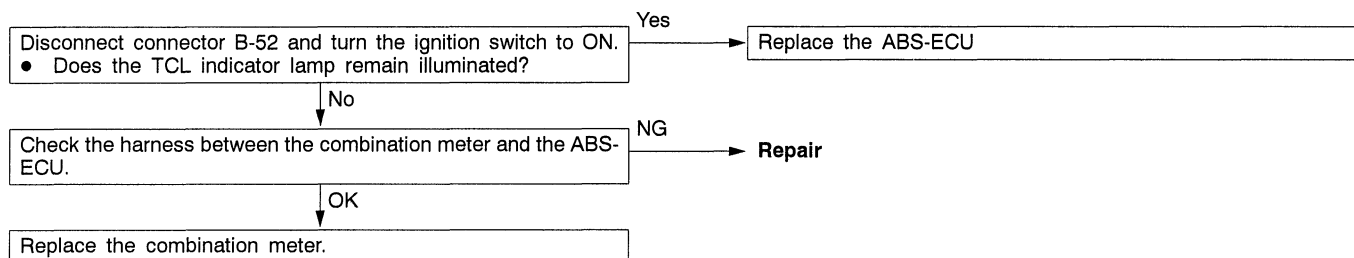 Yes
Disconnect connector B-52 and turn the ignition switch to ON.
● Does the TCL indicator lamp remain illuminated?
Replace the ABS-ECU
No
NG
Check the harness between the combination meter and the ABS-
ECU.
Repair
OK
Replace the combination meter.